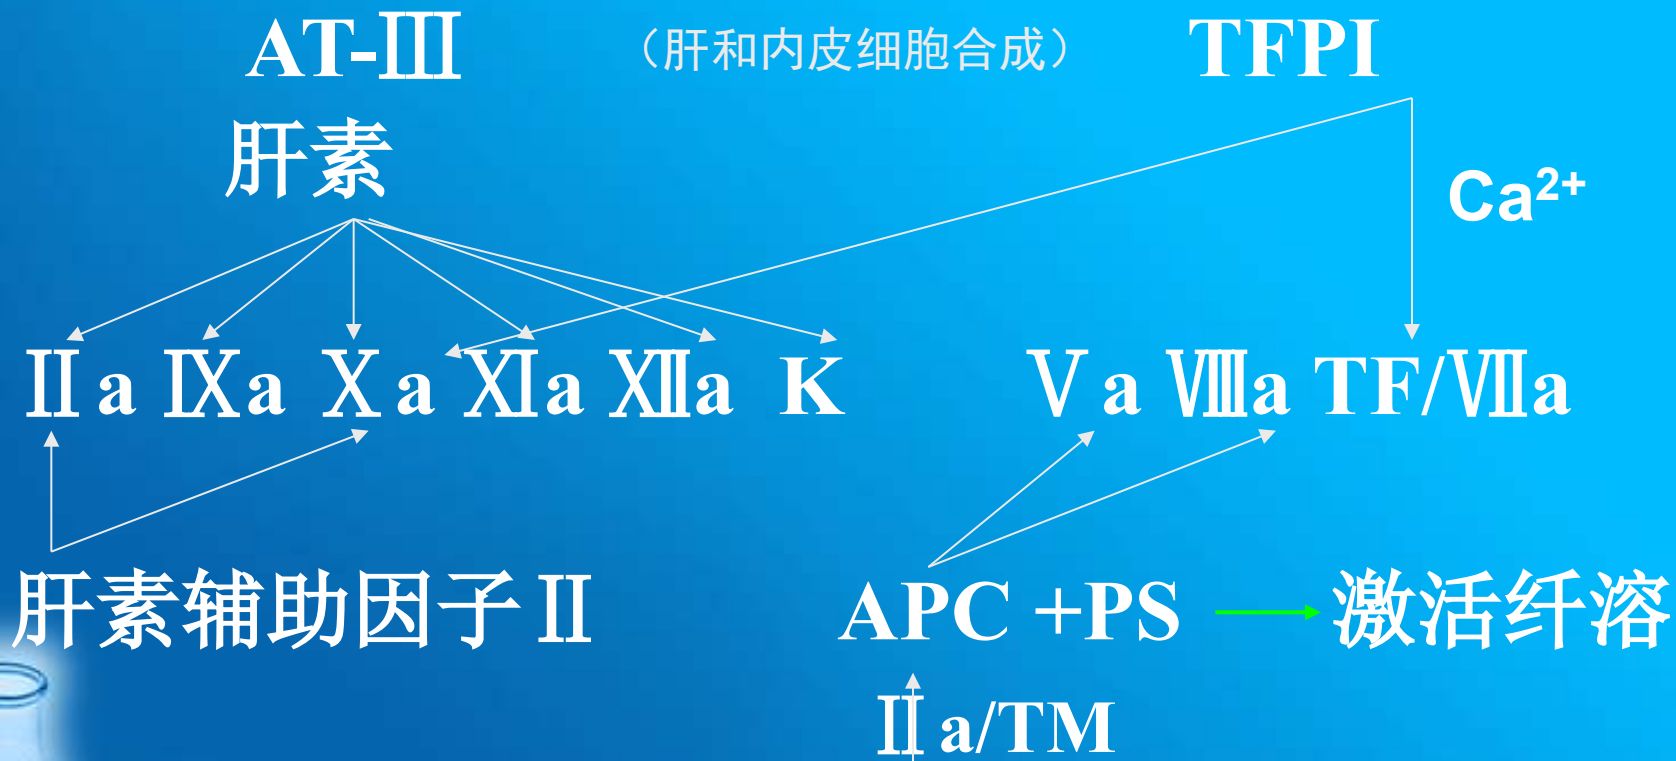 AT-Ⅲ （肝和内皮细胞合成） TFPI
肝素
Ca²⁺
Ⅱa Ⅸa Ⅹa Ⅺa Ⅻa K Ⅴa Ⅷa TF/Ⅶa
肝素辅助因子Ⅱ APC+PS 激活纤溶
Ⅱa/TM